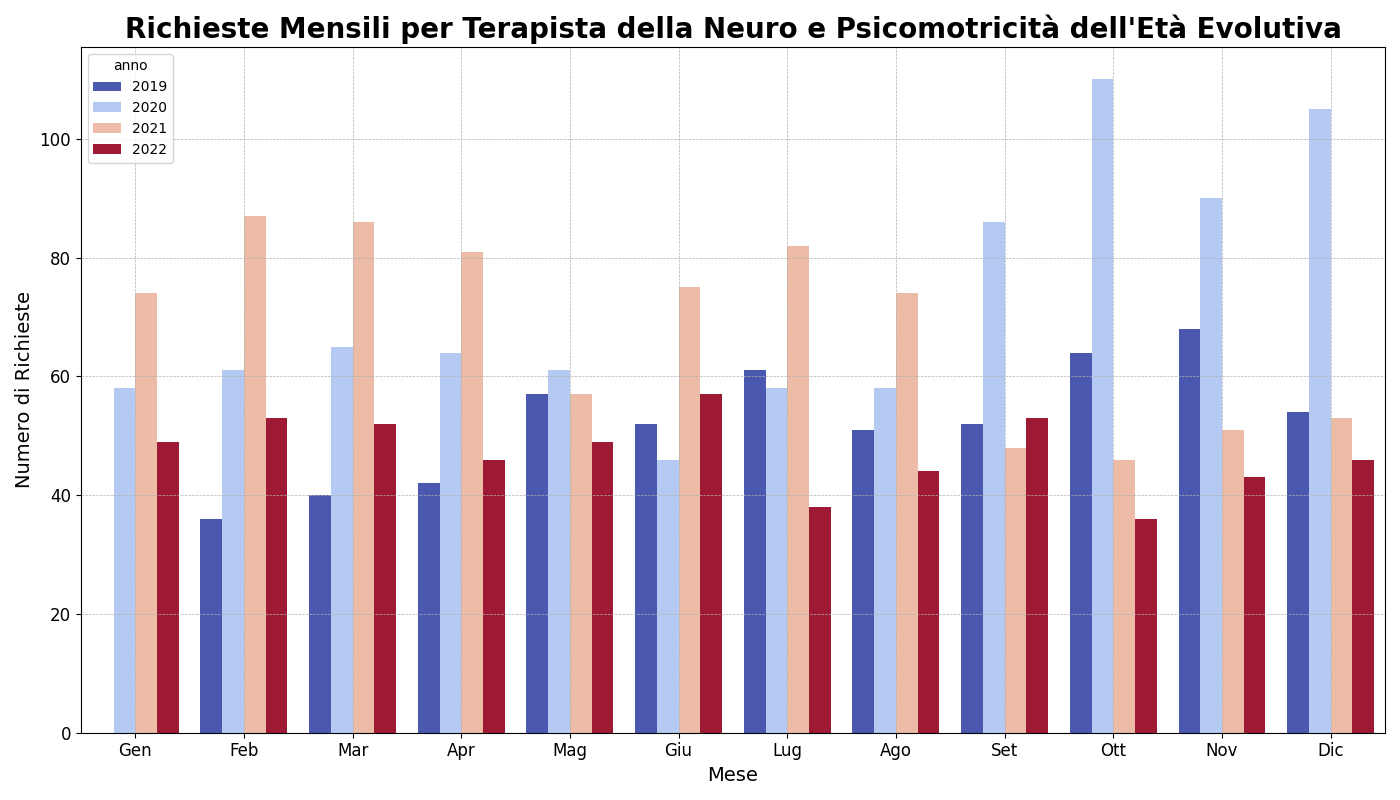 Richieste Mensili per Terapista della Neuro e Psicomotricità dell'Età Evolutiva
anno
2019
2020
2021
2022
Numero di Richieste
100
80
60
40
20
0
Gen Feb Mar Apr Mag Giu Lug Ago Set Ott Nov Dic
Mese